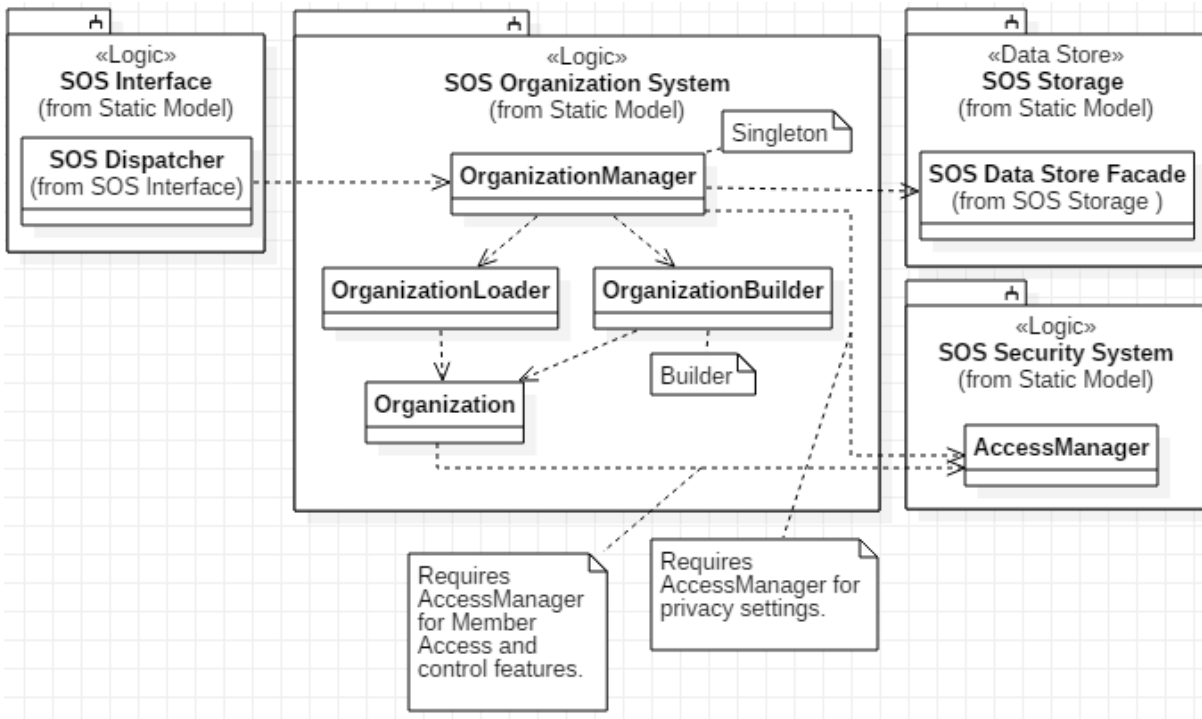 «Logic»
SOS Interface
(from Static Model)
SOS Dispatcher
(from SOS Interface)
«Logic»
SOS Organization System
(from Static Model)
Singleton
OrganizationManager
OrganizationLoader
OrganizationBuilder
Builder
Organization
«Data Store»
SOS Storage
(from Static Model)
SOS Data Store Facade
(from SOS Storage )
«Logic»
SOS Security System
(from Static Model)
AccessManager
Requires
AccessManager
for Member
Access and
control features.
Requires
AccessManager for
privacy settings.